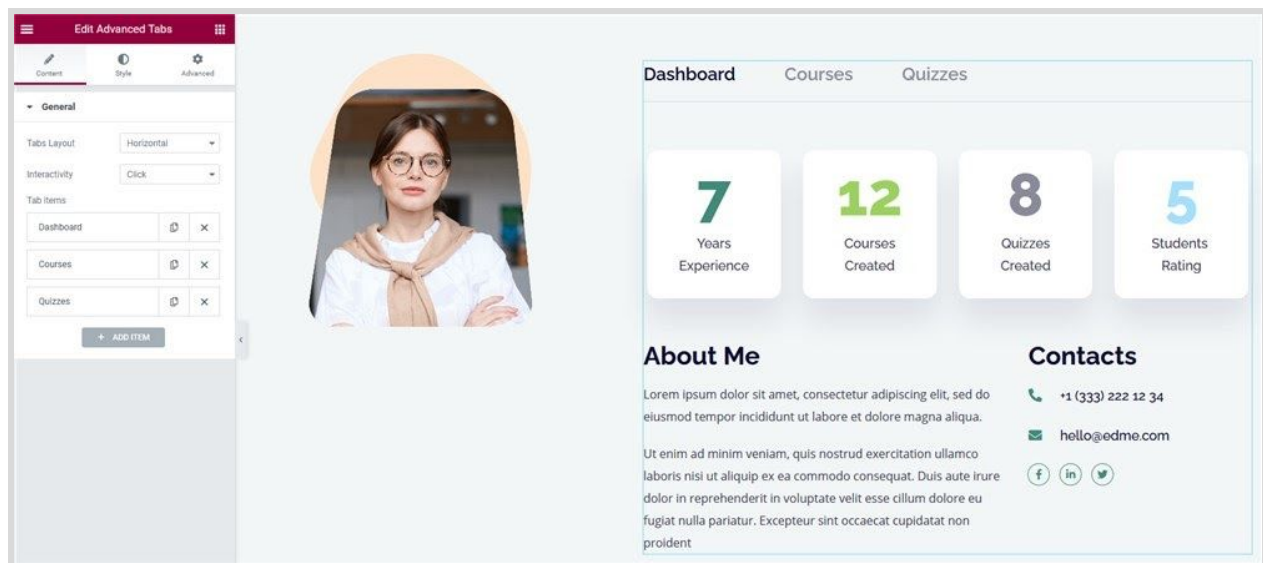 Edit Advanced Tabs
Content Style Advanced
General
Tabs Layout Horizontal
Interactivity Click
Tab Items
Dashboard
Courses
Quizzes
+ ADD ITEM
Dashboard Courses Quizzes
7
Years
Experience
12
Courses
Created
8
Quizzes
Created
5
Students
Rating
About Me
Lorem ipsum dolor sit amet, consectetur adipiscing elit, sed do
eiusmod tempor incididunt ut labore et dolore magna aliqua.
Ut enim ad minim veniam, quis nostrud exercitation ullamco
laboris nisi ut aliquip ex ea commodo consequat. Duis aute irure
dolor in reprehenderit in voluptate velit esse cillum dolore eu
fugiat nulla pariatur. Excepteur sint occaecat cupidatat non
proident
Contacts
+1 (333) 222 12 34
hello@edme.com
f in